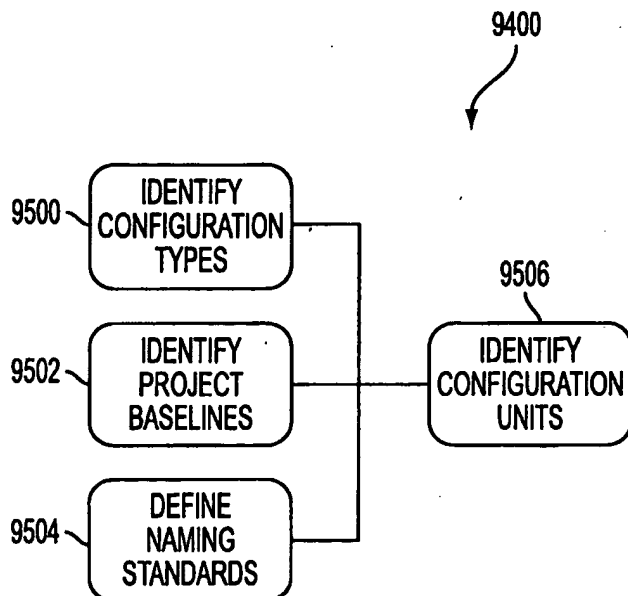 9400
9500
IDENTIFY
CONFIGURATION
TYPES
9506
9502
IDENTIFY
PROJECT
BASELINES
IDENTIFY
CONFIGURATION
UNITS
9504
DEFINE
NAMING
STANDARDS